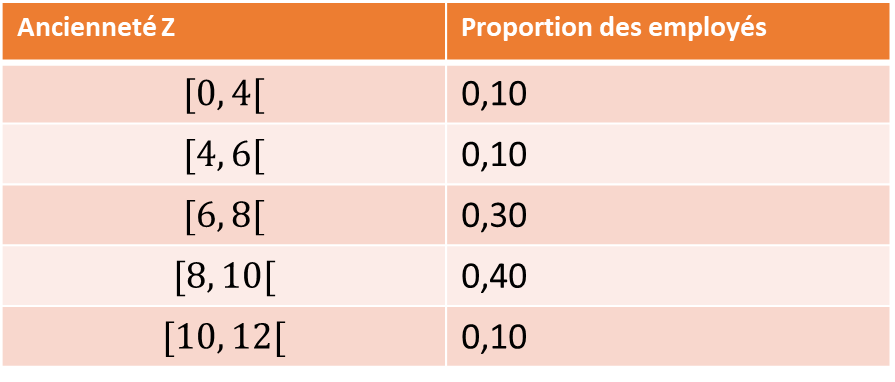 Ancienneté Z Proportion des employés
[0, 4[ 0,10
[4, 6[ 0,10
[6, 8[ 0,30
[8, 10[ 0,40
[10, 12[ 0,10